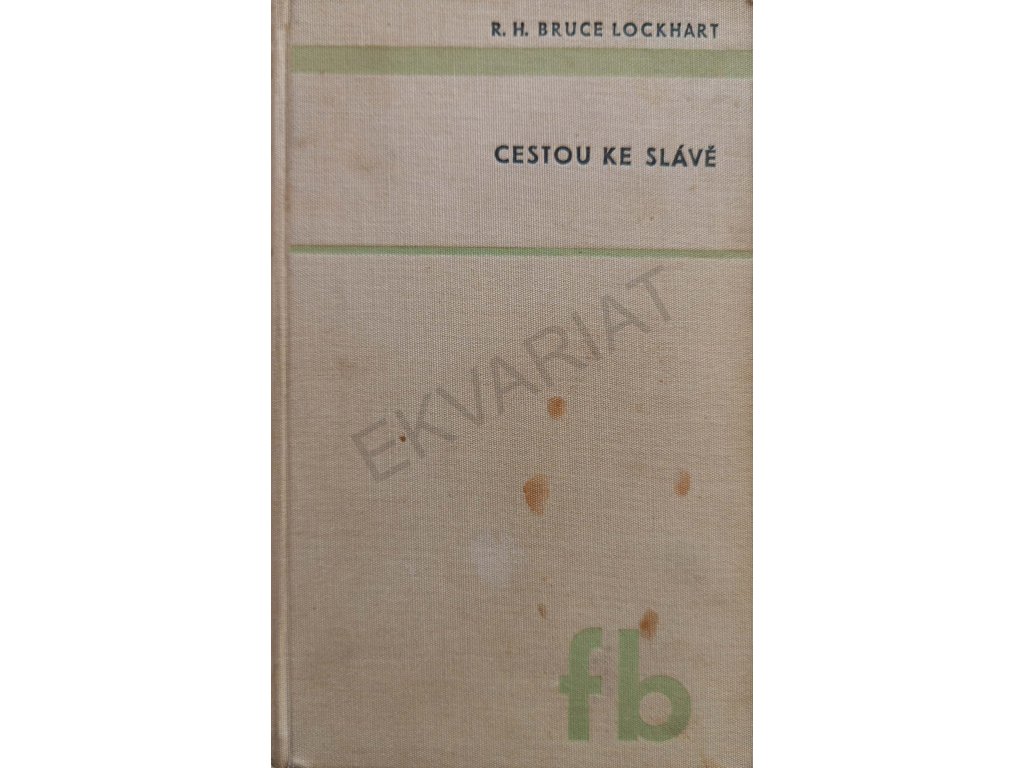 R. H. BRUCE LOCKHART
CESTOU KE SLÁVĚ
EKVARIAT
fb